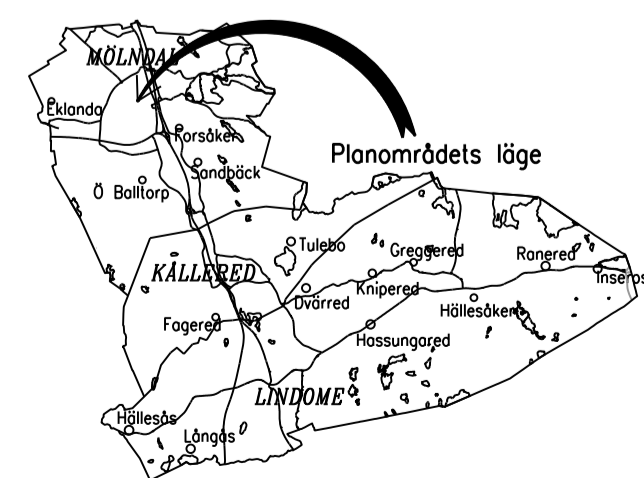 MÖLNDAL
Eklanda
Forsåker
Planområdets läge
Sandbäck
Ö Balltorp
Tulebo
Greggered
Ranered
KÅLLERED
Inseros
Knipered
Dvärred
Hällesåker
Fagered
Hassungared
LINDOME
Hällesås
Långås